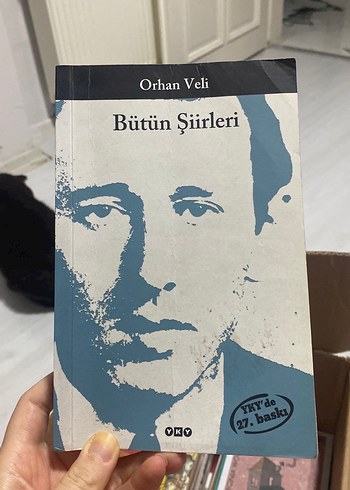 Orhan Veli
Bütün Şiirleri
YKY'de
27. baskı
YKY